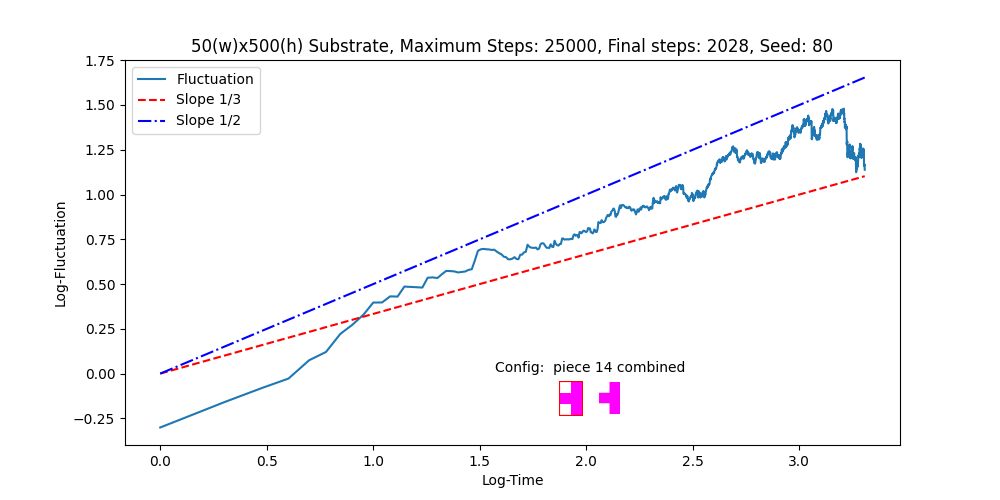 50(w)x500(h) Substrate, Maximum Steps: 25000, Final steps: 2028, Seed: 80
Fluctuation
Slope 1/3
Slope 1/2
1.75
1.50
1.25
1.00
0.75
0.50
0.25
0.00
−0.25
Log-Fluctuation
Config:  piece 14 combined
0.0 0.5 1.0 1.5 2.0 2.5 3.0
Log-Time